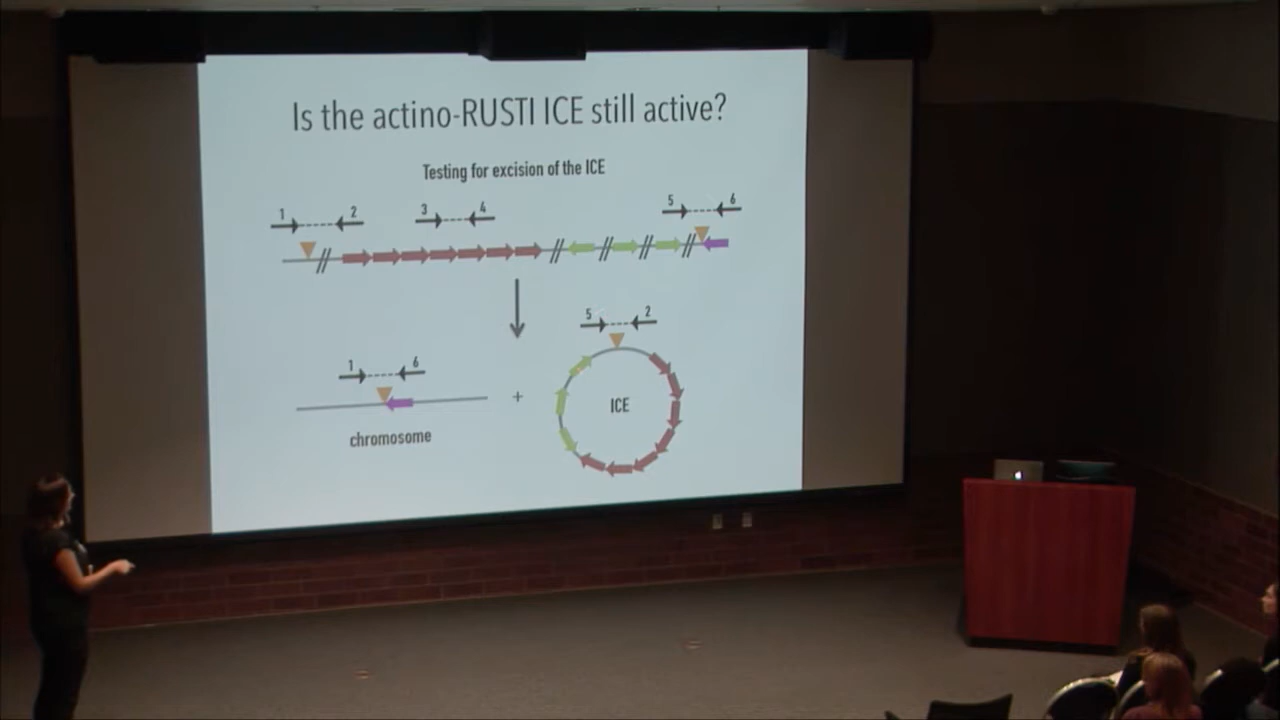 Is the actino-RUSTI ICE still active?
Testing for excision of the ICE
1 2 3 4 5 6
5 2
1 6
+
ICE
chromosome